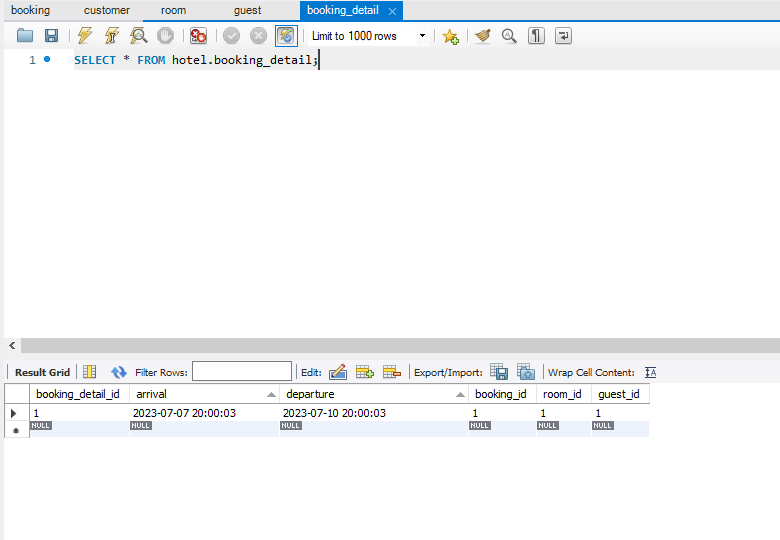 booking customer room guest booking_detail
Limit to 1000 rows
1 SELECT * FROM hotel.booking_detail;
Result Grid Filter Rows: Edit: Export/Import: Wrap Cell Content:
booking_detail_id arrival departure booking_id room_id guest_id
1 2023-07-07 20:00:03 2023-07-10 20:00:03 1 1 1
NULL NULL NULL NULL NULL NULL